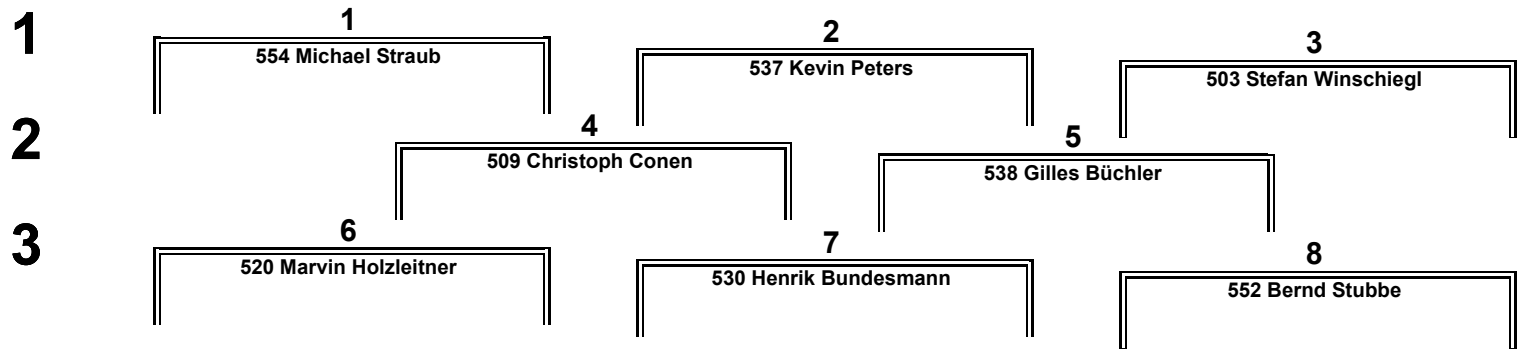 1
1
554 Michael Straub
2
537 Kevin Peters
3
503 Stefan Winschiegl
2
4
509 Christoph Conen
5
538 Gilles Büchler
3
6
520 Marvin Holzleitner
7
530 Henrik Bundesmann
8
552 Bernd Stubbe